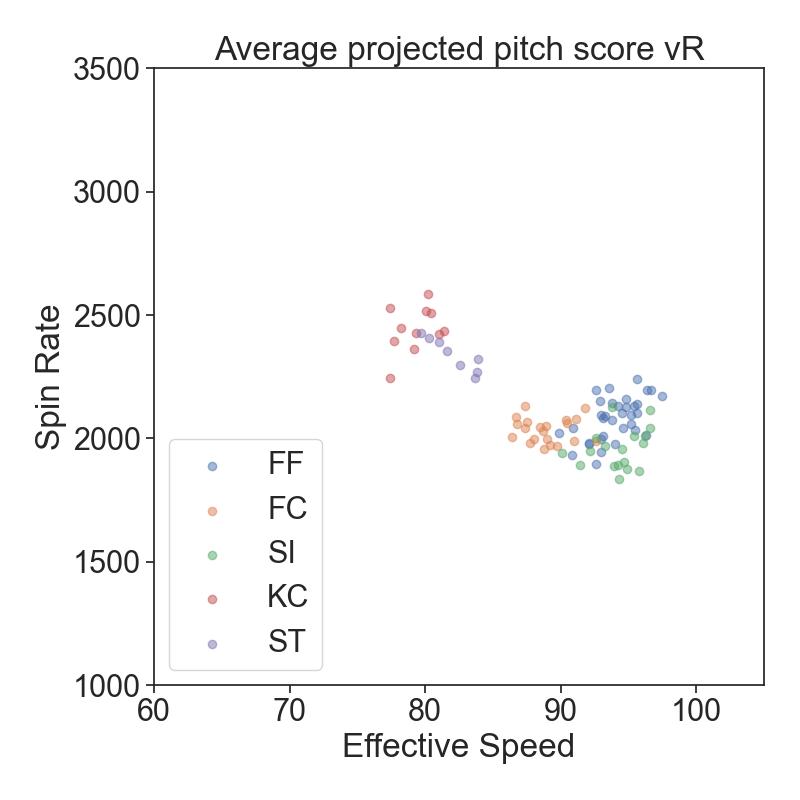 Average projected pitch score vR
3500
3000
2500
2000
1500
1000
Spin Rate
FF
FC
SI
KC
ST
60 70 80 90 100
Effective Speed